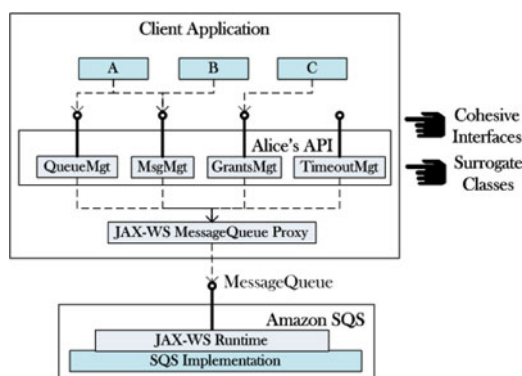 Client Application
A
B
C
Cohesive
Interfaces
Alice's API
QueueMgt
MsgMgt
GrantsMgt
TimeoutMgt
Surrogate
Classes
JAX-WS MessageQueue Proxy
MessageQueue
Amazon SQS
JAX-WS Runtime
SQS Implementation